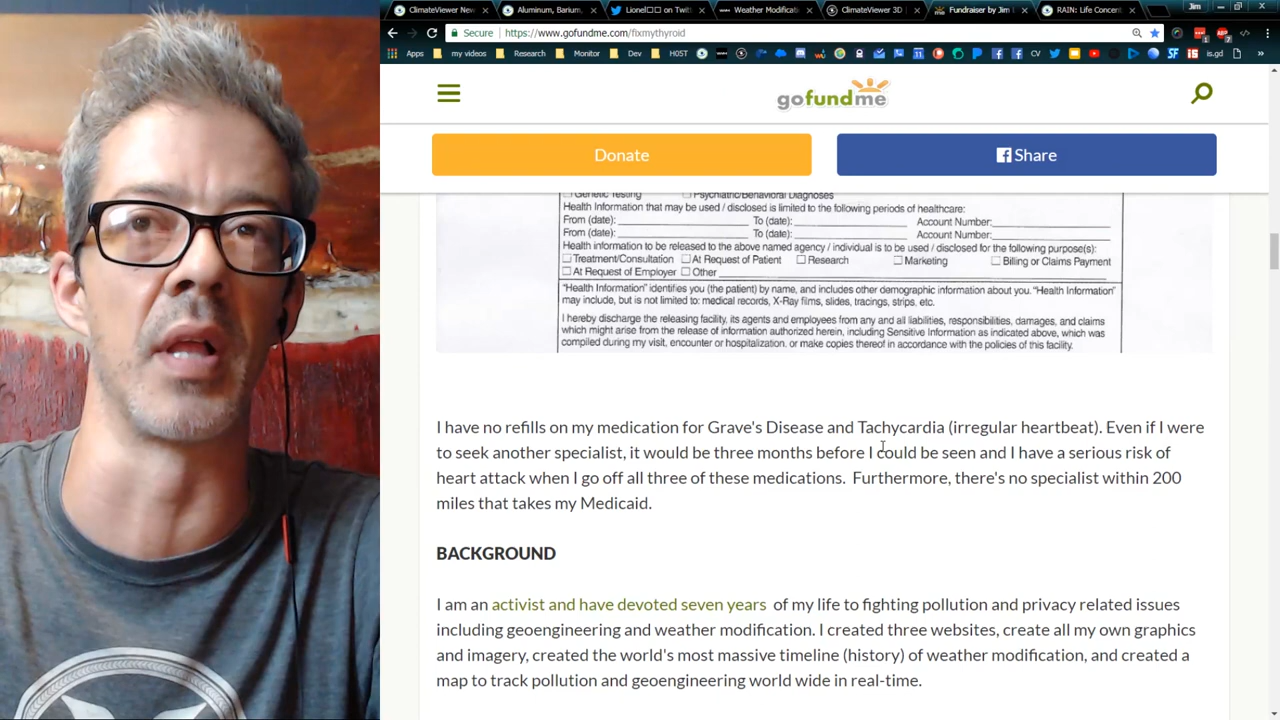 ClimateViewer New
Aluminum, Barium,
Lionel on Twit
Weather Modificati
ClimateViewer 3D
Fundraiser by Jim
RAIN: Life Concen
Jim
Secure | https://www.gofundme.com/fixmythyroid
Apps my videos Research Monitor Dev HOST CV is.gd
gofundme
Donate
Share
Genetic Testing Psychiatric/Behavioral Diagnoses
Health Information that may be used / disclosed is limited to the following periods of healthcare:
From (date): To (date): Account Number:
From (date): To (date): Account Number:
Health information to be released to the above named agency / individual is to be used / disclosed for the following purpose(s):
Treatment/Consultation At Request of Patient Research Marketing Billing or Claims Payment
At Request of Employer Other
"Health Information" identifies you (the patient) by name, and includes other demographic information about you. "Health Information"
may include, but is not limited to: medical records, X-Ray films, slides, tracings, strips, etc.
I hereby discharge the releasing facility, its agents and employees from any and all liabilities, responsibilities, damages, and claims
which might arise from the release of information authorized herein, including Sensitive Information as indicated above, which was
compiled during my visit, encounter or hospitalization, or make copies thereof in accordance with the policies of this facility.
I have no refills on my medication for Grave's Disease and Tachycardia (irregular heartbeat). Even if I were
to seek another specialist, it would be three months before I could be seen and I have a serious risk of
heart attack when I go off all three of these medications. Furthermore, there's no specialist within 200
miles that takes my Medicaid.
BACKGROUND
I am an activist and have devoted seven years of my life to fighting pollution and privacy related issues
including geoengineering and weather modification. I created three websites, create all my own graphics
and imagery, created the world's most massive timeline (history) of weather modification, and created a
map to track pollution and geoengineering world wide in real-time.